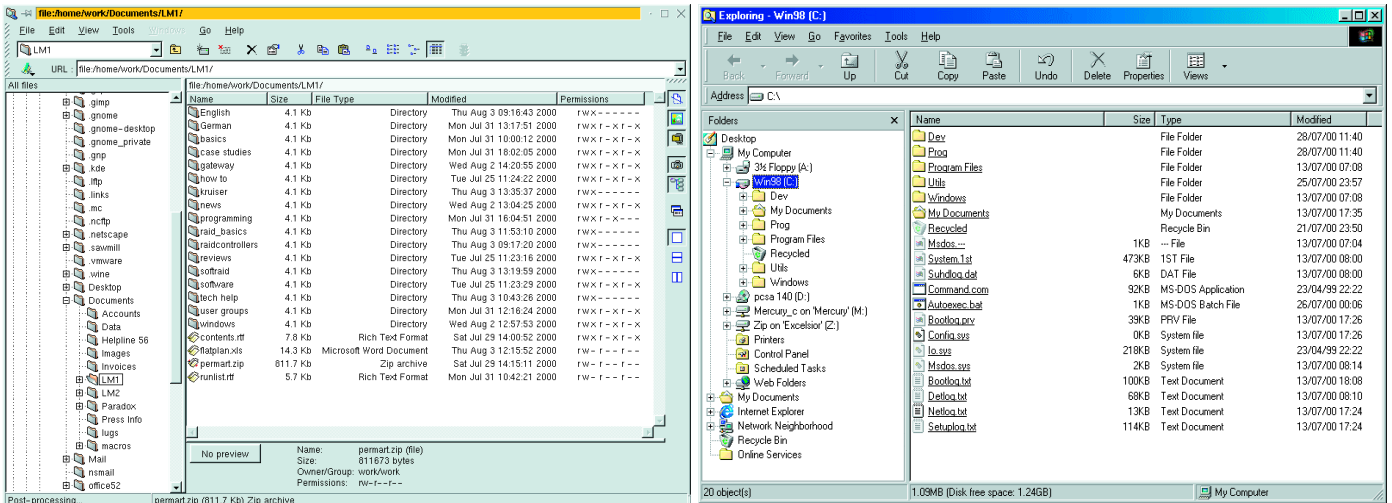 file:/home/work/Documents/LM1/
File Edit View Tools Windows Go Help
LM1
URL : file:/home/work/Documents/LM1/
All files
.gimp
.gnome
.gnome-desktop
.gnome_private
.gnp
.kde
.lftp
.links
.mc
.ncftp
.netscape
.sawmill
.vmware
.wine
Desktop
Documents
Accounts
Data
Helpline 56
Images
Invoices
LM1
LM2
Paradox
Press Info
lugs
macros
Mail
nsmail
office52
file:/home/work/Documents/LM1/
Name Size File Type Modified Permissions
English 4.1 Kb Directory Thu Aug 3 09:16:43 2000 rwx------
German 4.1 Kb Directory Mon Jul 31 13:17:51 2000 rwxr-xr-x
basics 4.1 Kb Directory Mon Jul 31 10:00:12 2000 rwxr-xr-x
case studies 4.1 Kb Directory Mon Jul 31 18:02:05 2000 rwxr-xr-x
gateway 4.1 Kb Directory Wed Aug 2 14:20:55 2000 rwxr-xr-x
how to 4.1 Kb Directory Tue Jul 25 11:24:22 2000 rwxr-xr-x
kruiser 4.1 Kb Directory Thu Aug 3 13:35:37 2000 rwx------
news 4.1 Kb Directory Wed Aug 2 13:04:25 2000 rwxr-xr-x
programming 4.1 Kb Directory Mon Jul 31 16:04:51 2000 rwxr-x---
raid_basics 4.1 Kb Directory Thu Aug 3 11:53:10 2000 rwx------
raidcontrollers 4.1 Kb Directory Thu Aug 3 09:17:20 2000 rwx------
reviews 4.1 Kb Directory Tue Jul 25 11:23:16 2000 rwxr-xr-x
softraid 4.1 Kb Directory Thu Aug 3 13:19:59 2000 rwx------
software 4.1 Kb Directory Tue Jul 25 11:23:29 2000 rwxr-xr-x
tech help 4.1 Kb Directory Thu Aug 3 10:43:26 2000 rwx------
user groups 4.1 Kb Directory Mon Jul 31 12:16:24 2000 rwxr-xr-x
windows 4.1 Kb Directory Wed Aug 2 12:57:53 2000 rwxr-xr-x
contents.rtf 7.8 Kb Rich Text Format Sat Jul 29 14:00:52 2000 rwxr-xr-x
flatplan.xls 14.3 Kb Microsoft Word Document Thu Aug 3 12:15:52 2000 rw-r--r--
permart.zip 811.7 Kb Zip archive Sat Jul 29 14:15:11 2000 rw-r--r--
runlist.rtf 5.7 Kb Rich Text Format Mon Jul 31 10:42:21 2000 rw-r--r--
No preview
Name: permart.zip (file)
Size: 811673 bytes
Owner/Group: work/work
Permissions: rw-r--r--
Post-processing... permart.zip (811.7 Kb) Zip archive
Exploring - Win98 (C:)
File Edit View Go Favorites Tools Help
Back Forward Up Cut Copy Paste Undo Delete Properties Views
Address C:\
Folders
Desktop
My Computer
3½ Floppy (A:)
Win98 (C:)
Dev
My Documents
Prog
Program Files
Recycled
Utils
Windows
pcsa 140 (D:)
Mercury_c on 'Mercury' (M:)
Zip on 'Excelsior' (Z:)
Printers
Control Panel
Scheduled Tasks
Web Folders
My Documents
Internet Explorer
Network Neighborhood
Recycle Bin
Online Services
Name Size Type Modified
Dev File Folder 28/07/00 11:40
Prog File Folder 28/07/00 11:40
Program Files File Folder 13/07/00 07:08
Utils File Folder 25/07/00 23:57
Windows File Folder 13/07/00 07:08
My Documents My Documents 13/07/00 17:35
Recycled Recycle Bin 21/07/00 23:50
Msdos.--- 1KB --- File 13/07/00 07:04
System.1st 473KB 1ST File 13/07/00 08:00
Suhdlog.dat 6KB DAT File 13/07/00 08:00
Command.com 92KB MS-DOS Application 23/04/99 22:22
Autoexec.bat 1KB MS-DOS Batch File 26/07/00 00:06
Bootlog.prv 39KB PRV File 13/07/00 17:26
Config.sys 0KB System file 13/07/00 17:26
Io.sys 218KB System file 23/04/99 22:22
Msdos.sys 2KB System file 13/07/00 08:14
Bootlog.txt 100KB Text Document 13/07/00 18:08
Detlog.txt 68KB Text Document 13/07/00 08:10
Netlog.txt 13KB Text Document 13/07/00 17:24
Setuplog.txt 114KB Text Document 13/07/00 17:24
20 object(s) 1.09MB (Disk free space: 1.24GB) My Computer